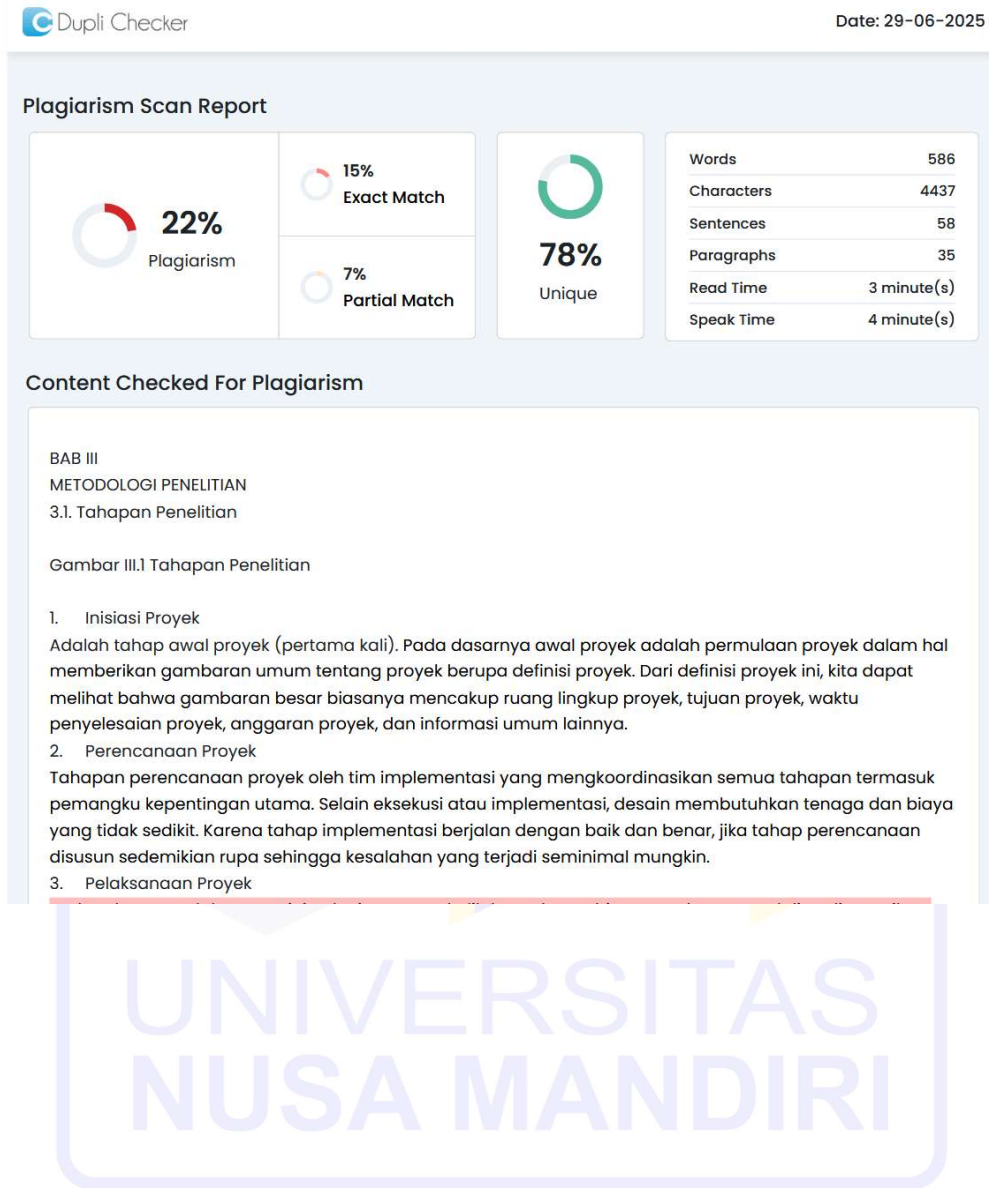 Dupli Checker
Date: 29-06-2025
Plagiarism Scan Report
22%
Plagiarism
15%
Exact Match
7%
Partial Match
78%
Unique
Words 586
Characters 4437
Sentences 58
Paragraphs 35
Read Time 3 minute(s)
Speak Time 4 minute(s)
Content Checked For Plagiarism
BAB III
METODOLOGI PENELITIAN
3.1. Tahapan Penelitian
Gambar III.1 Tahapan Penelitian
1. Inisiasi Proyek
Adalah tahap awal proyek (pertama kali). Pada dasarnya awal proyek adalah permulaan proyek dalam hal
memberikan gambaran umum tentang proyek berupa definisi proyek. Dari definisi proyek ini, kita dapat
melihat bahwa gambaran besar biasanya mencakup ruang lingkup proyek, tujuan proyek, waktu
penyelesaian proyek, anggaran proyek, dan informasi umum lainnya.
2. Perencanaan Proyek
Tahapan perencanaan proyek oleh tim implementasi yang mengkoordinasikan semua tahapan termasuk
pemangku kepentingan utama. Selain eksekusi atau implementasi, desain membutuhkan tenaga dan biaya
yang tidak sedikit. Karena tahap implementasi berjalan dengan baik dan benar, jika tahap perencanaan
disusun sedemikian rupa sehingga kesalahan yang terjadi seminimal mungkin.
3. Pelaksanaan Proyek
UNIVERSITAS
NUSA MANDIRI